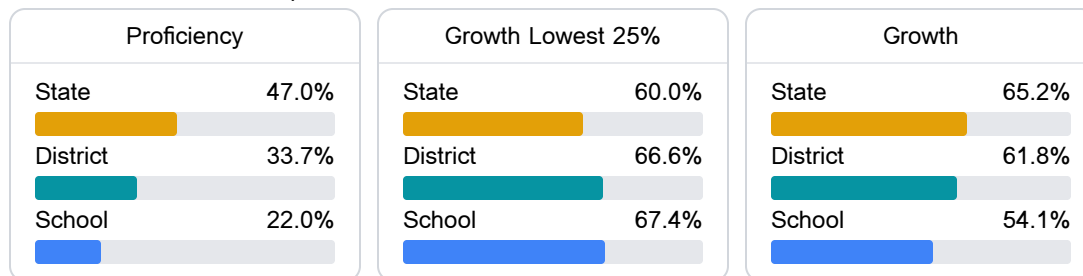 Proficiency
State 47.0%
District 33.7%
School 22.0%
Growth Lowest 25%
State 60.0%
District 66.6%
School 67.4%
Growth
State 65.2%
District 61.8%
School 54.1%